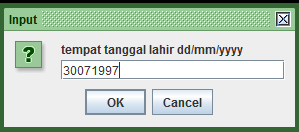 Input
?
tempat tanggal lahir dd/mm/yyyy
30071997
OK Cancel